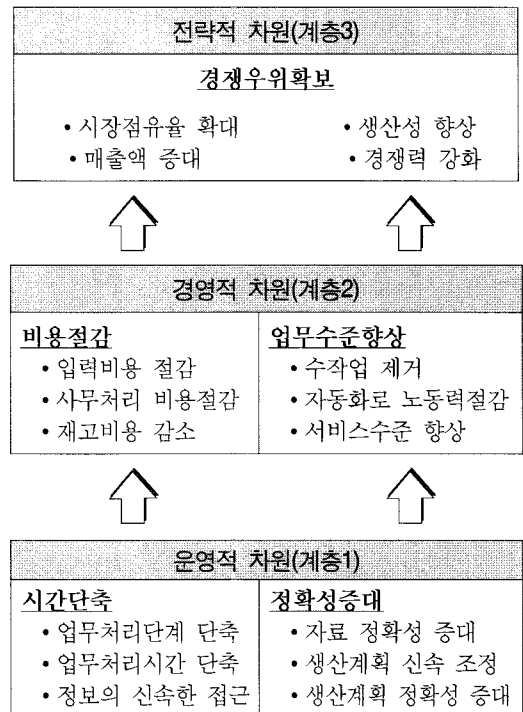 전략적 차원(계층3)
경쟁우위확보
• 시장점유율 확대
• 생산성 향상
• 매출액 증대
• 경쟁력 강화
경영적 차원(계층2)
비용절감
• 입력비용 절감
• 사무처리 비용절감
• 재고비용 감소
업무수준향상
• 수작업 제거
• 자동화로 노동력절감
• 서비스수준 향상
운영적 차원(계층1)
시간단축
• 업무처리단계 단축
• 업무처리시간 단축
• 정보의 신속한 접근
정확성증대
• 자료 정확성 증대
• 생산계획 신속 조정
• 생산계획 정확성 증대